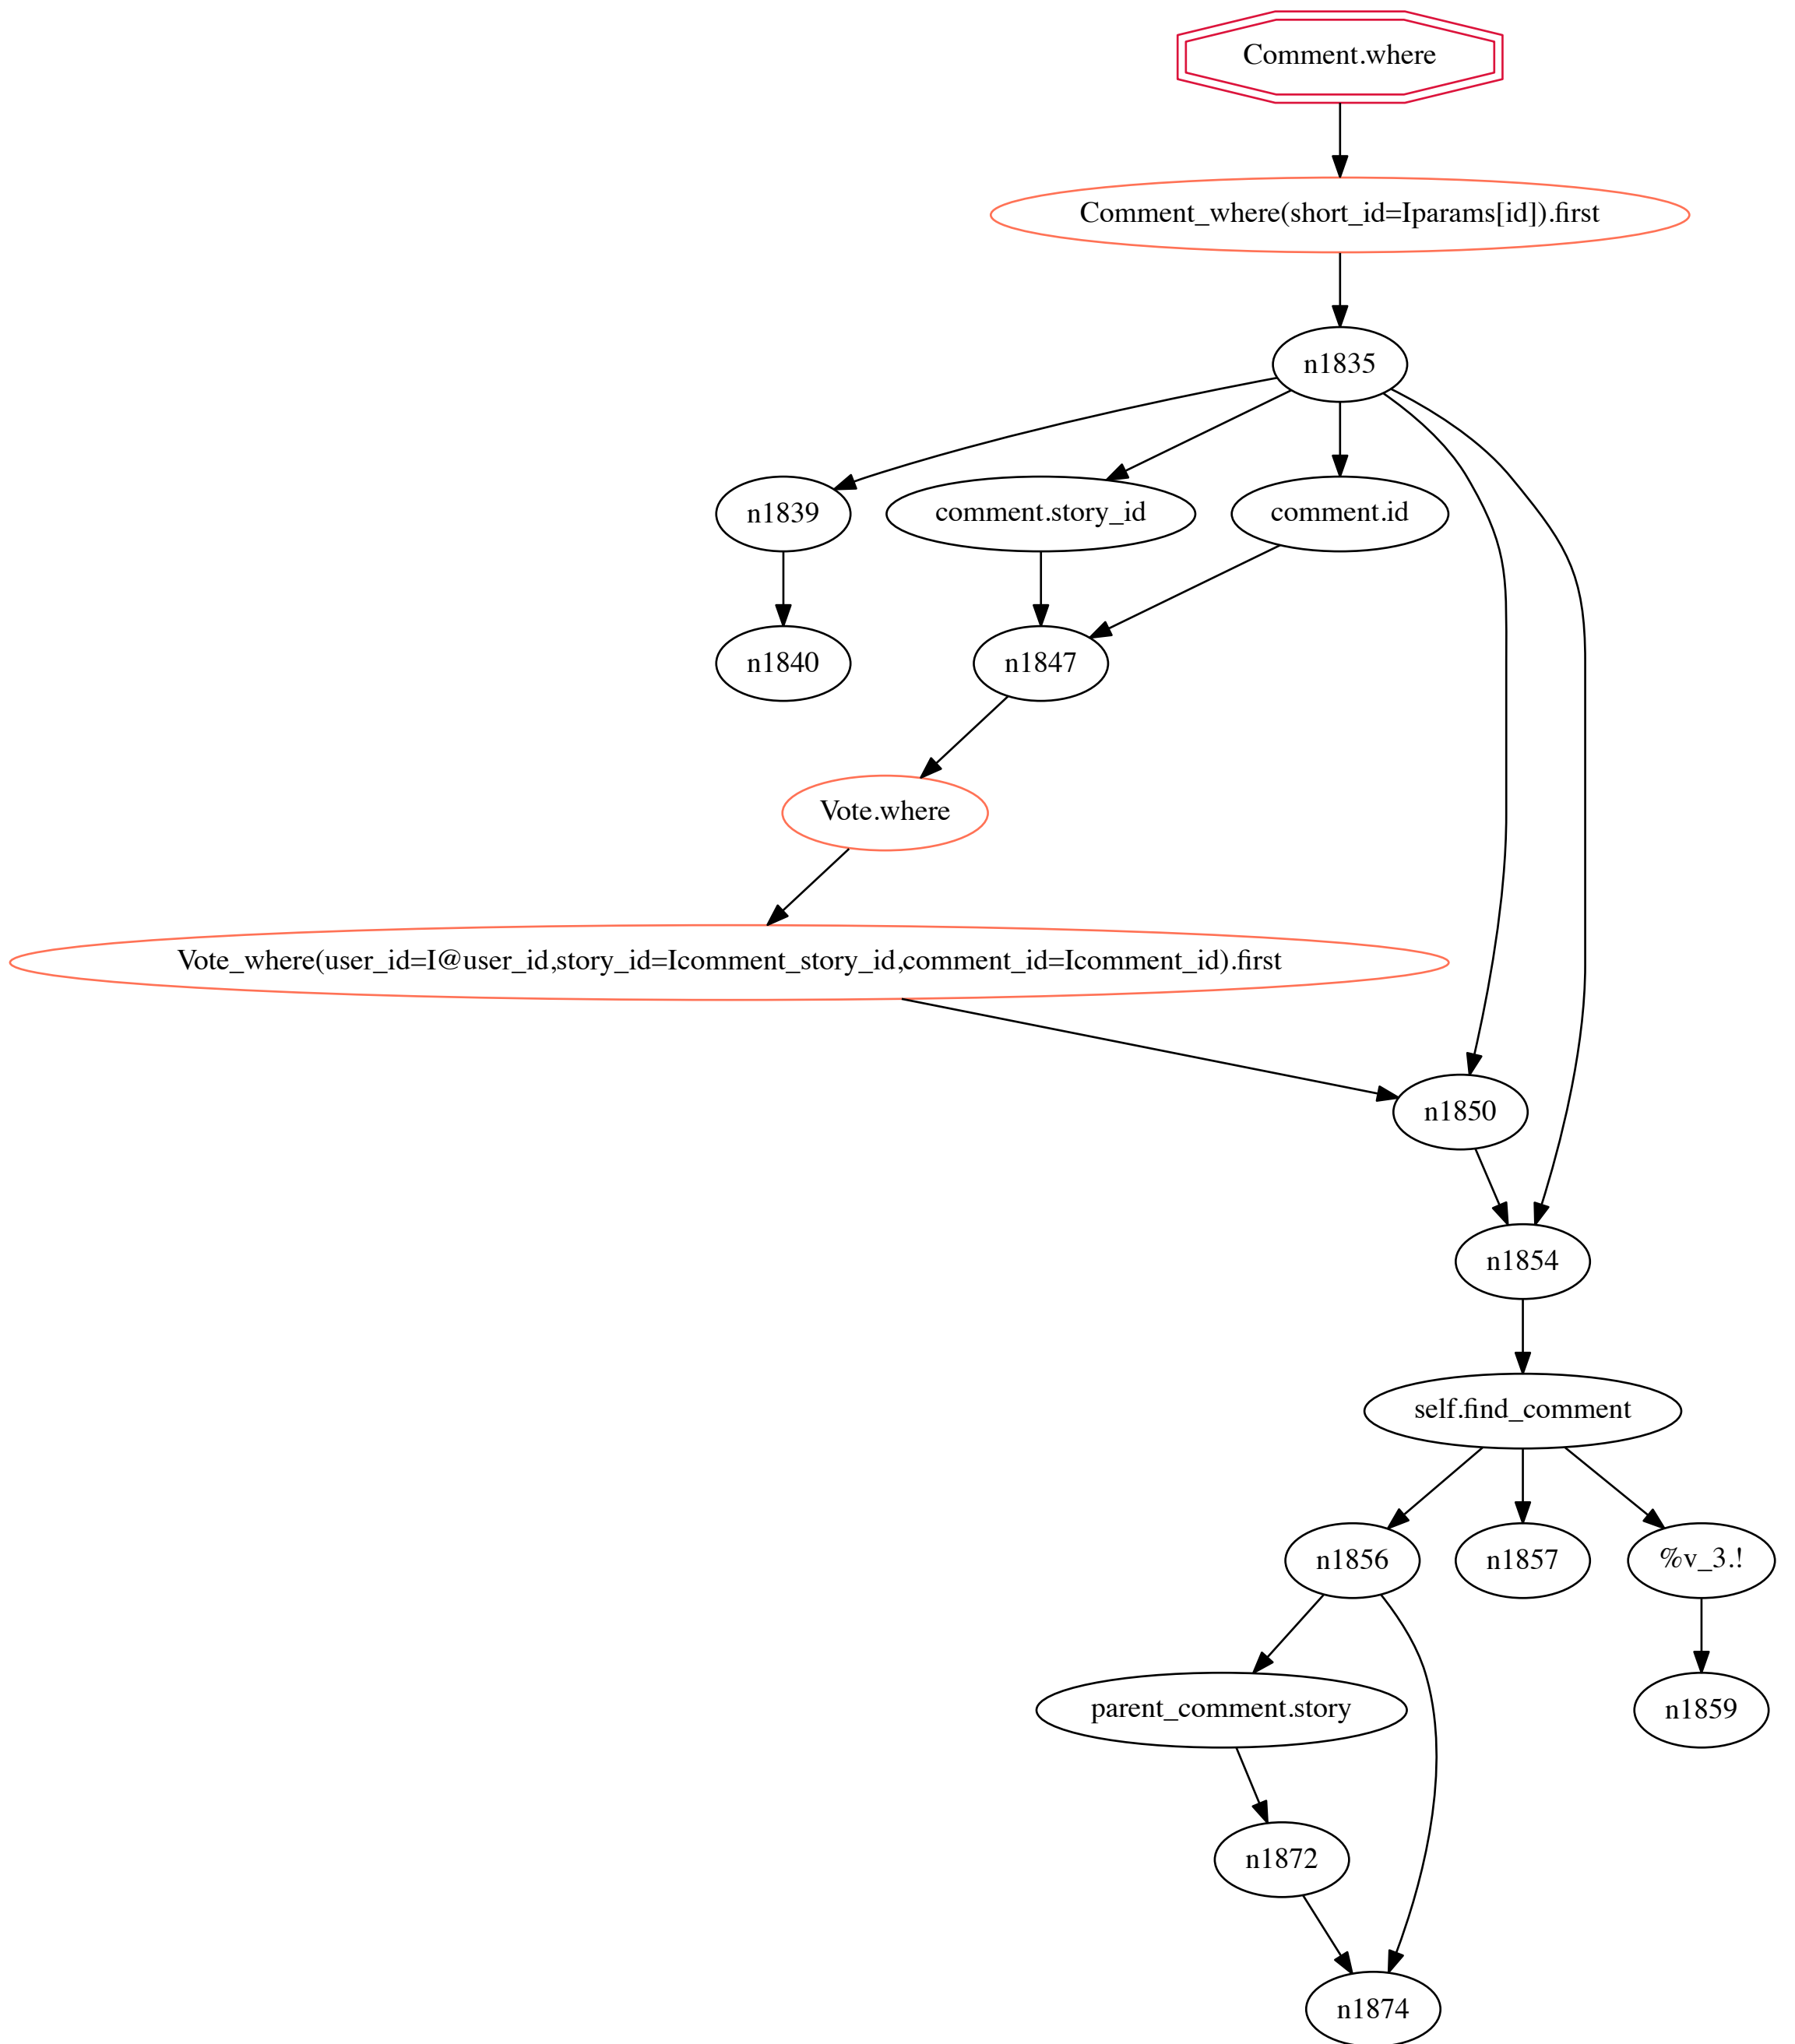 Comment.where
Comment_where(short_id=Iparams[id]).first
n1835
n1839
comment.story_id
comment.id
n1840
n1847
Vote.where
Vote_where(user_id=I@user_id,story_id=Icomment_story_id,comment_id=Icomment_id).first
n1850
n1854
self.find_comment
n1856
n1857
%v_3.!
parent_comment.story
n1859
n1872
n1874